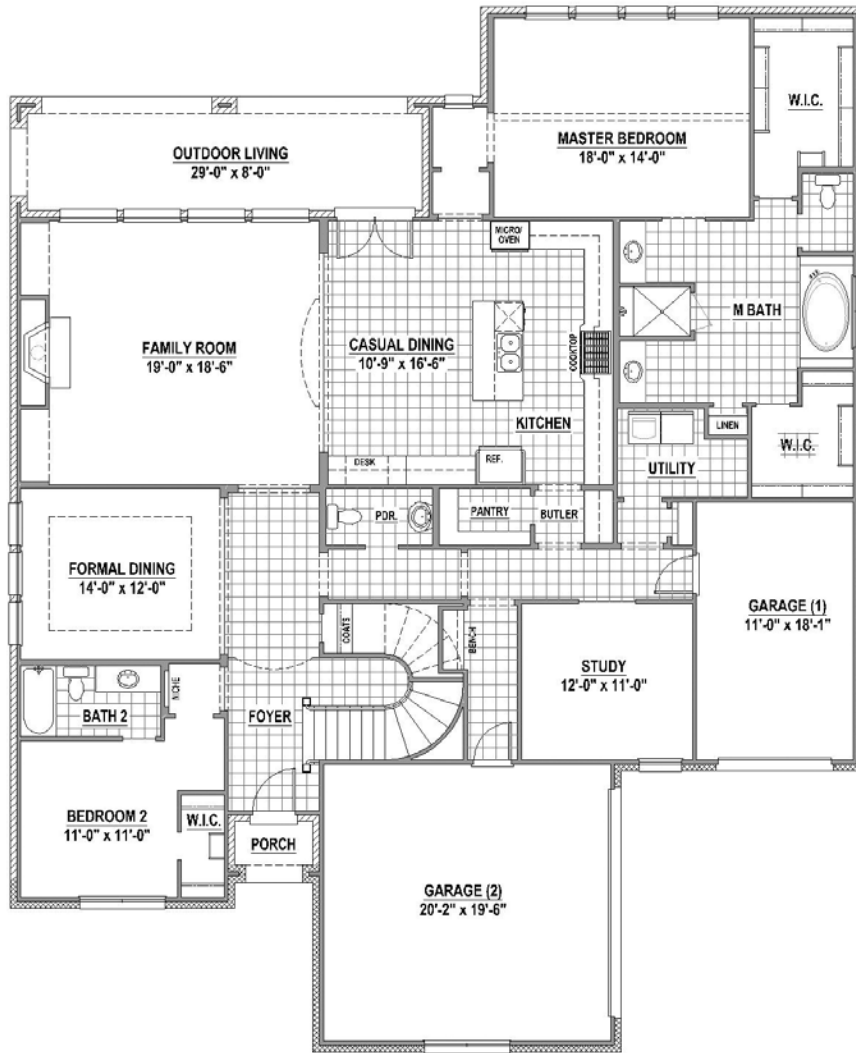 MASTER BEDROOM
18'-0" x 14'-0"
W.I.C.
OUTDOOR LIVING
29'-0" x 8'-0"
MICRO/
OVEN
FAMILY ROOM
19'-0" x 18'-6"
CASUAL DINING
10'-9" x 16'-6"
COOKTOP
M BATH
KITCHEN
LINEN
W.I.C.
DESK
REF.
UTILITY
PDR.
PANTRY
BUTLER
FORMAL DINING
14'-0" x 12'-0"
GARAGE (1)
11'-0" x 18'-1"
COATS
BENCH
STUDY
12'-0" x 11'-0"
NICHE
BATH 2
FOYER
BEDROOM 2
11'-0" x 11'-0"
W.I.C.
PORCH
GARAGE (2)
20'-2" x 19'-6"